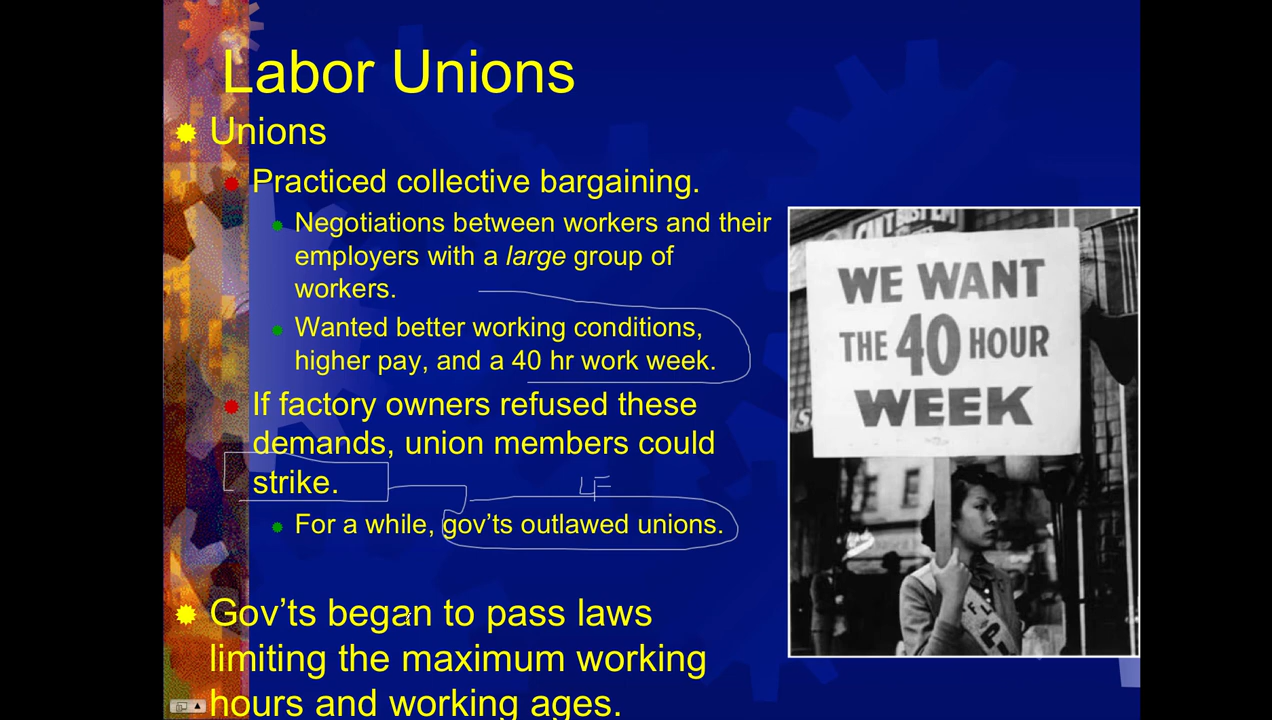 Labor Unions
Unions
Practiced collective bargaining.
Negotiations between workers and their
employers with a large group of
workers.
Wanted better working conditions,
higher pay, and a 40 hr work week.
If factory owners refused these
demands, union members could
strike.
For a while, gov'ts outlawed unions.
Gov'ts began to pass laws
limiting the maximum working
hours and working ages.
WE WANT
THE 40 HOUR
WEEK